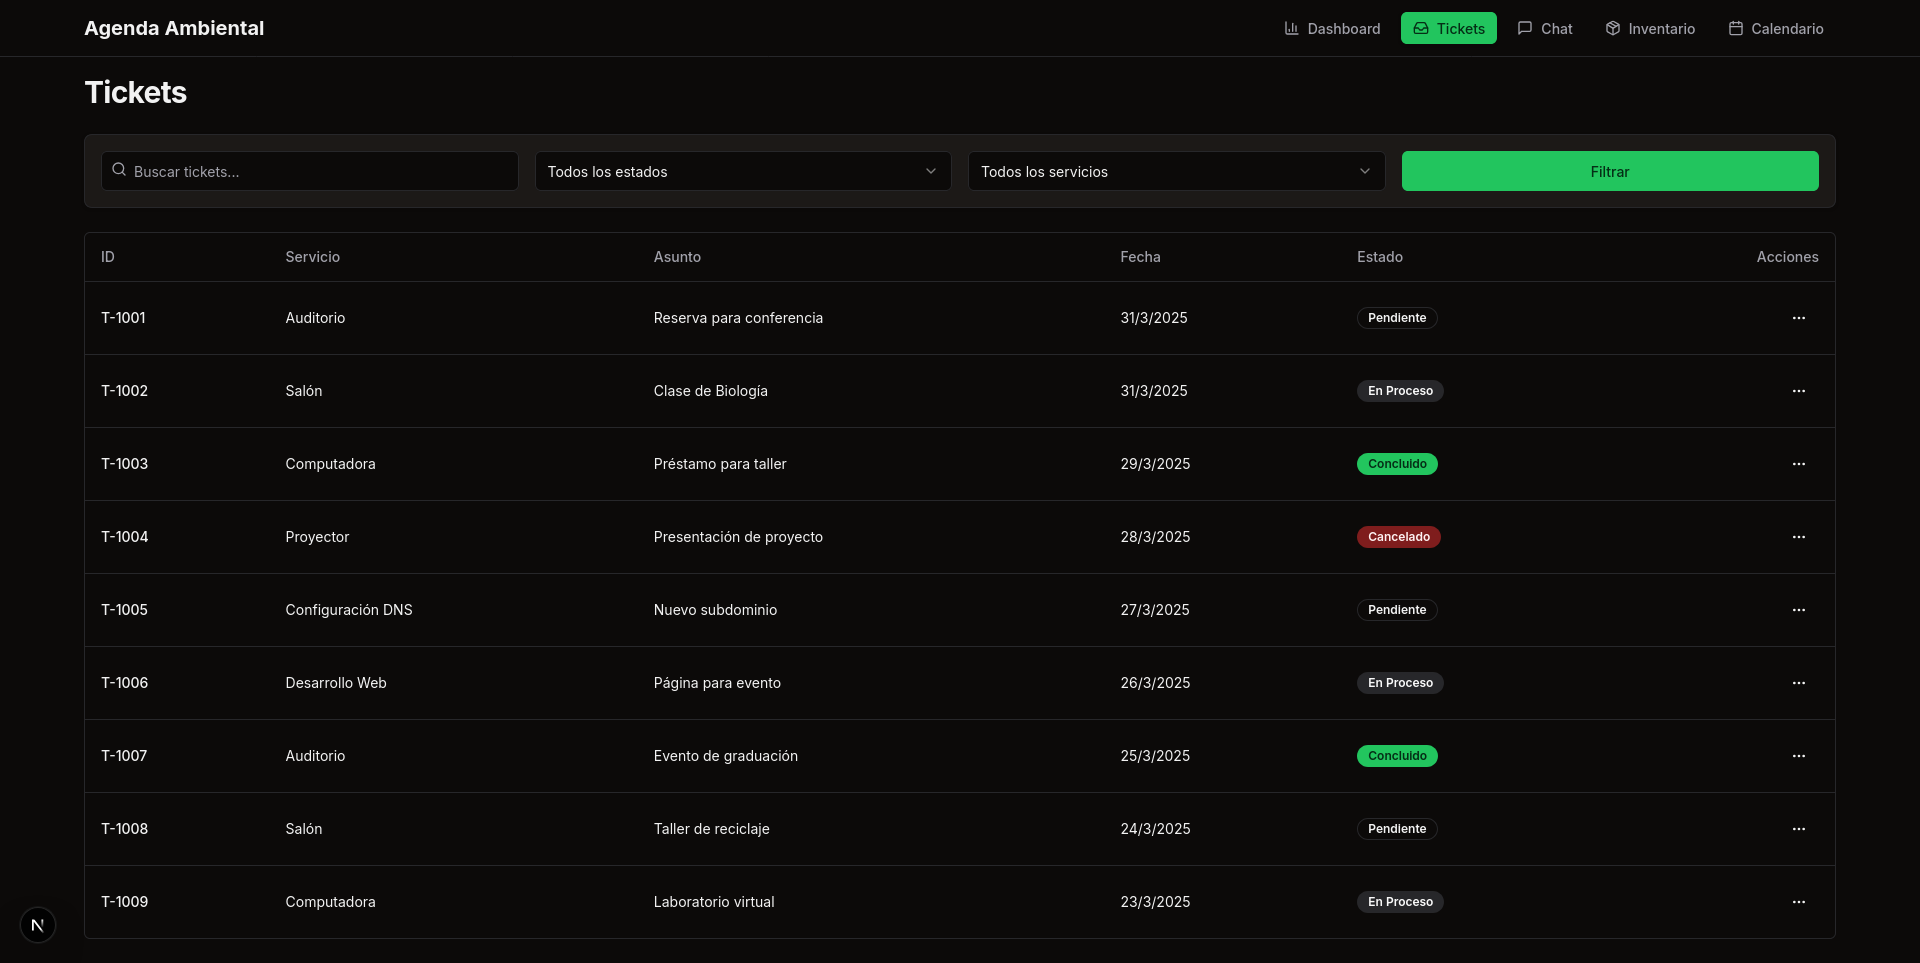 Agenda Ambiental
Dashboard Tickets Chat Inventario Calendario
Tickets
Buscar tickets... Todos los estados Todos los servicios Filtrar
ID Servicio Asunto Fecha Estado Acciones
T-1001 Auditorio Reserva para conferencia 31/3/2025 Pendiente ···
T-1002 Salón Clase de Biología 31/3/2025 En Proceso ···
T-1003 Computadora Préstamo para taller 29/3/2025 Concluido ···
T-1004 Proyector Presentación de proyecto 28/3/2025 Cancelado ···
T-1005 Configuración DNS Nuevo subdominio 27/3/2025 Pendiente ···
T-1006 Desarrollo Web Página para evento 26/3/2025 En Proceso ···
T-1007 Auditorio Evento de graduación 25/3/2025 Concluido ···
T-1008 Salón Taller de reciclaje 24/3/2025 Pendiente ···
T-1009 Computadora Laboratorio virtual 23/3/2025 En Proceso ···
N